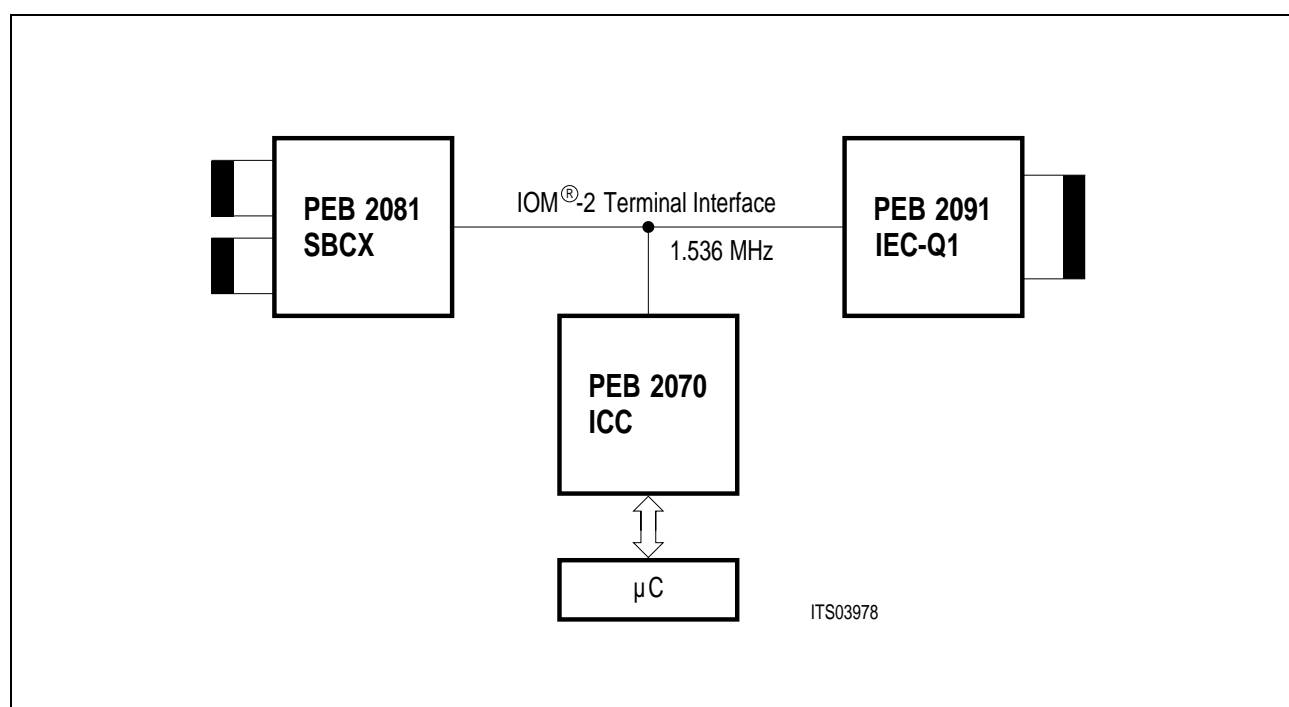 PEB 2081
SBCX
IOM®-2 Terminal Interface
1.536 MHz
PEB 2091
IEC-Q1
PEB 2070
ICC
µC
ITS03978